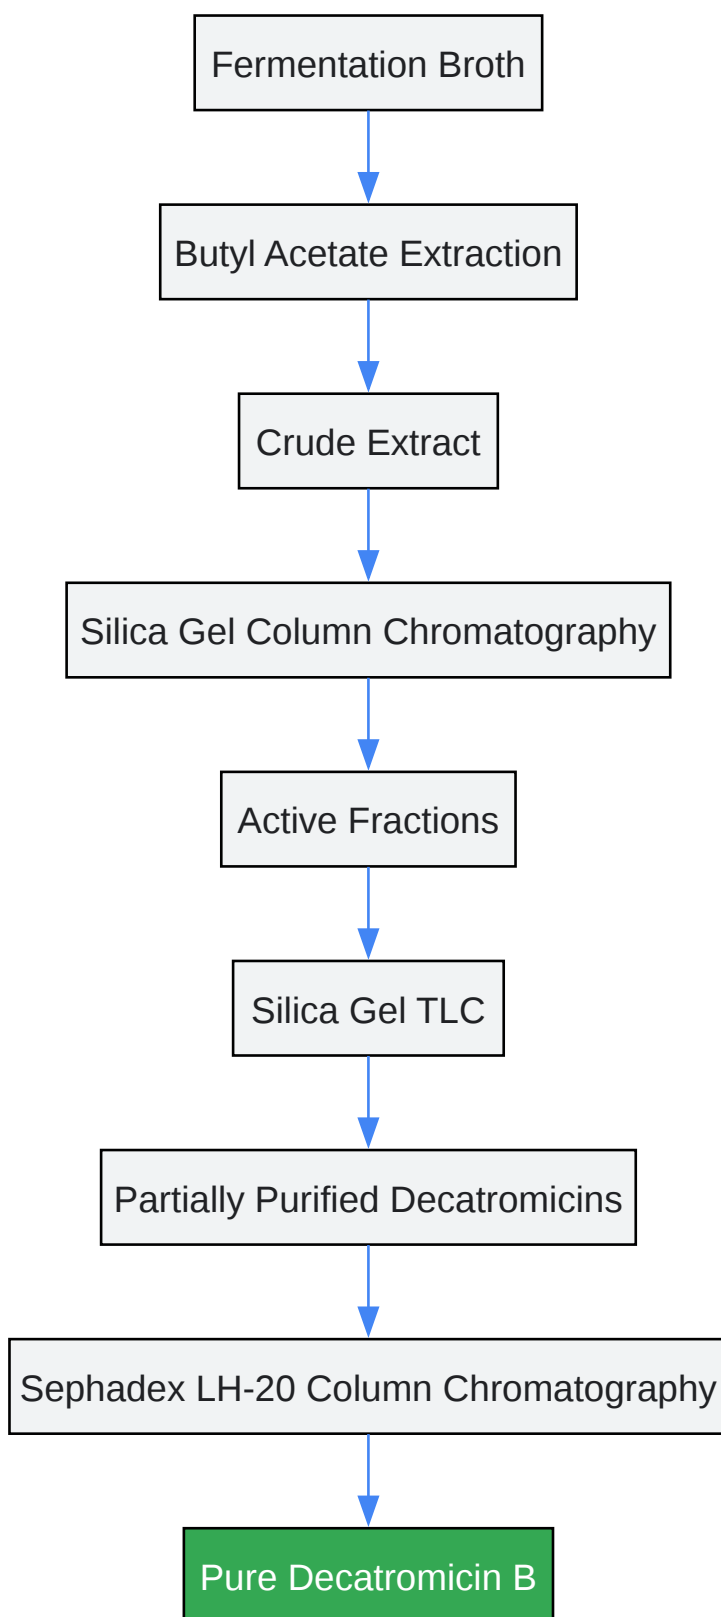 Fermentation Broth
Butyl Acetate Extraction
Crude Extract
Silica Gel Column Chromatography
Active Fractions
Silica Gel TLC
Partially Purified Decatromicins
Sephadex LH-20 Column Chromatography
Pure Decatromicin B